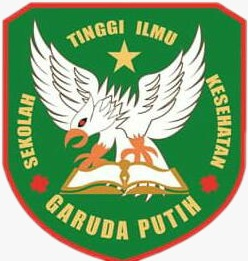 SEKOLAH
TINGGI ILMU
KESEHATAN
GARUDA PUTIH